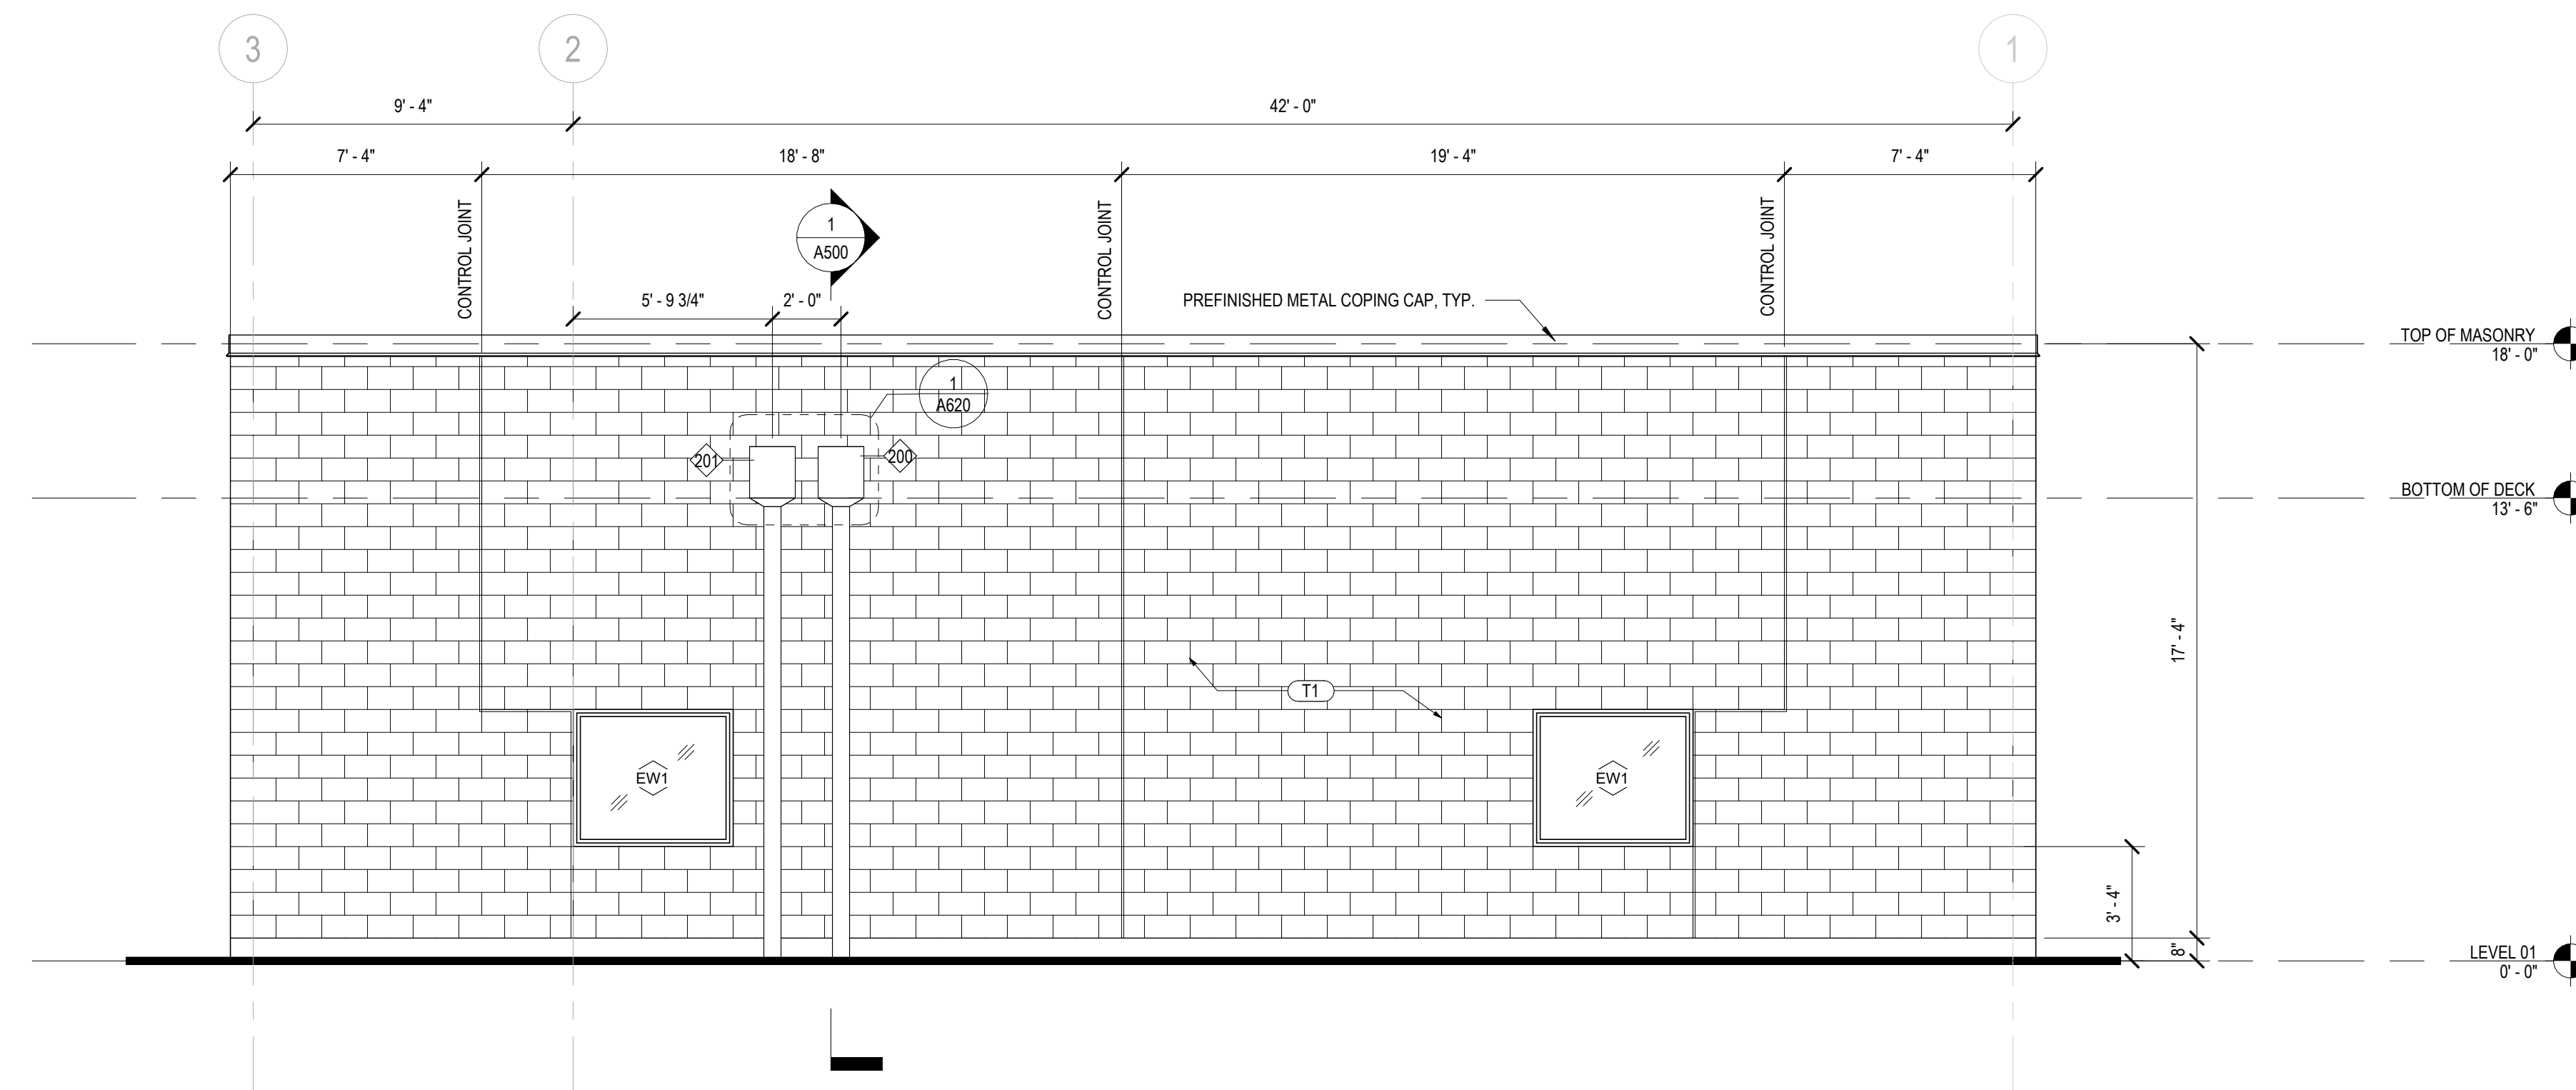 3
2
1
9' - 4"
42' - 0"
7' - 4"
18' - 8"
19' - 4"
7' - 4"
CONTROL JOINT
1
A500
CONTROL JOINT
CONTROL JOINT
5' - 9 3/4"
2' - 0"
PREFINISHED METAL COPING CAP, TYP.
TOP OF MASONRY
18' - 0"
1
A620
201
200
BOTTOM OF DECK
13' - 6"
17' - 4"
T1
EW1
EW1
3' - 4"
8"
LEVEL 01
0' - 0"